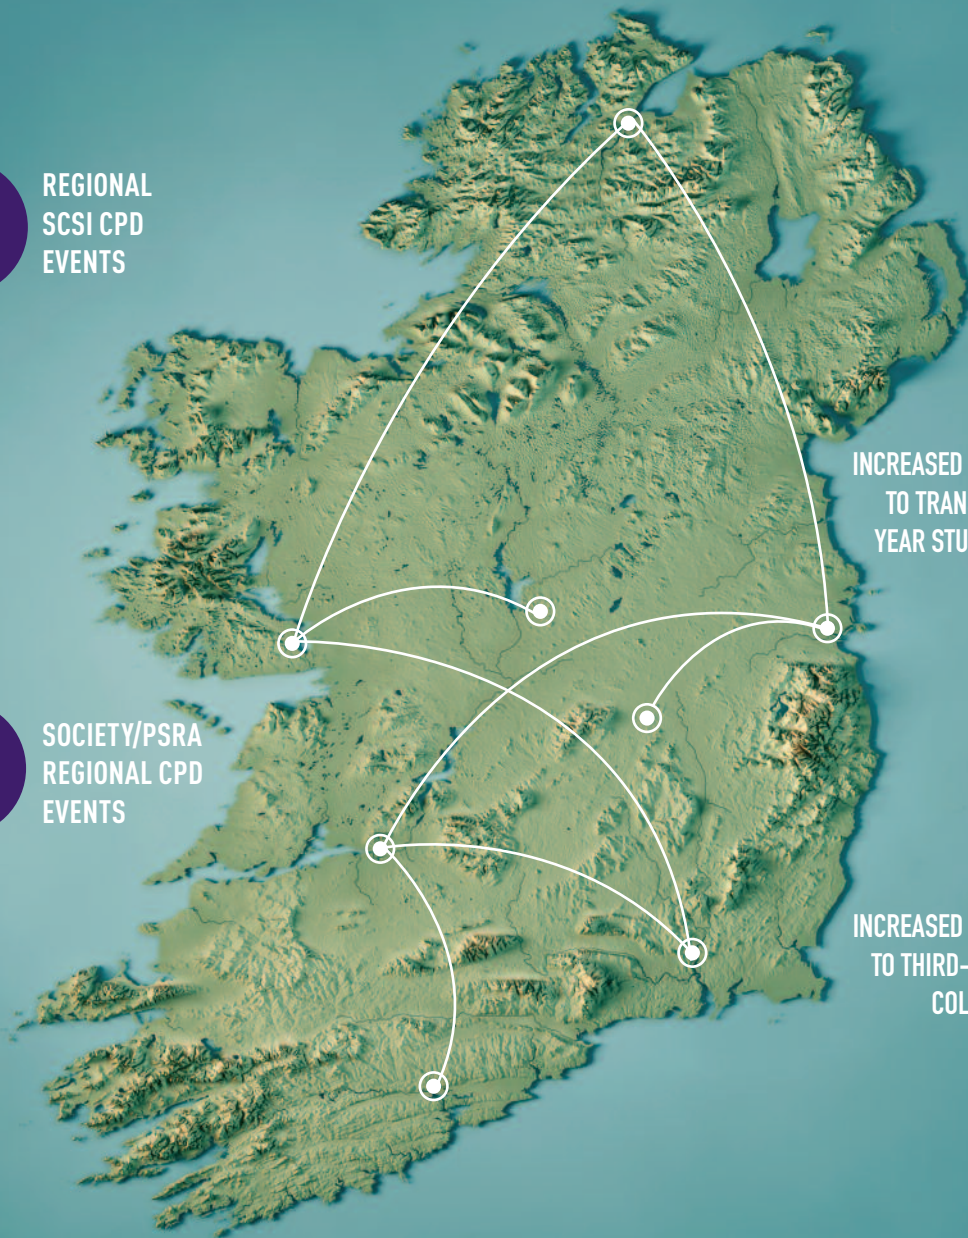 REGIONAL
SCSI CPD
EVENTS
INCREASED
TO TRAN
YEAR STU
SOCIETY/PSRA
REGIONAL CPD
EVENTS
INCREASED
TO THIRD-
COL